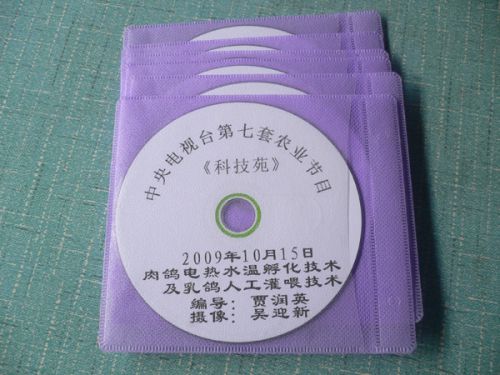 中央电视台第七套农业节目
《科技苑》
2009年10月15日
肉鸽电热水温孵化技术
及乳鸽人工灌喂技术
编导：贾润英
摄像：吴迎新